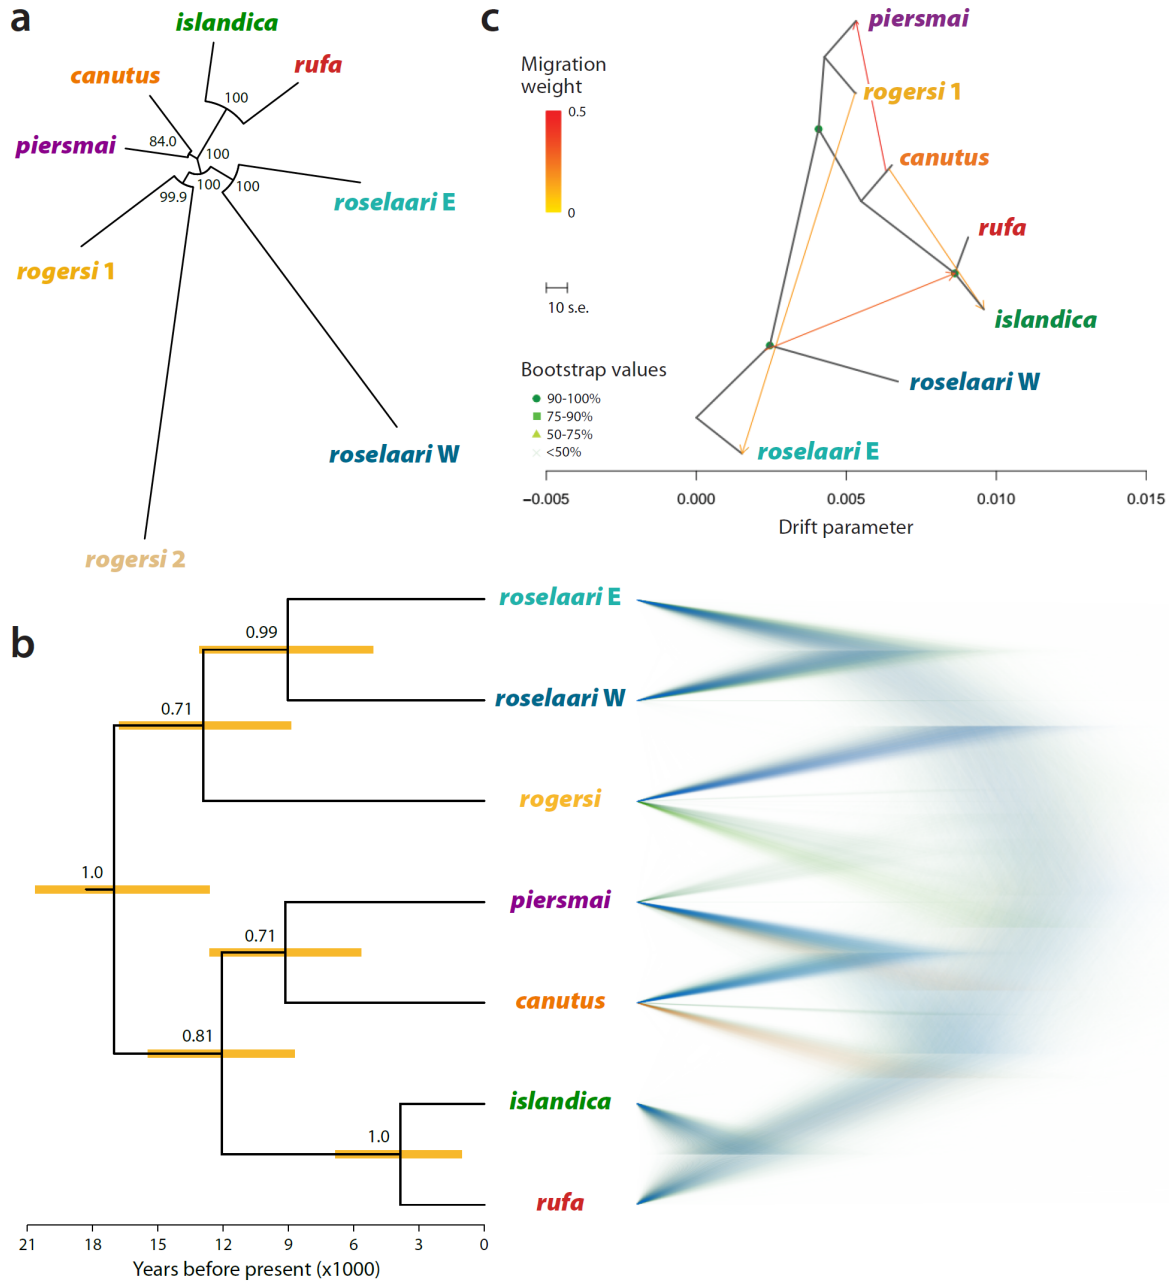 a
islandica
rufa
canutus
100
piersmai
84.0
100
100
100
99.9
roselaari E
rogersi 1
roselaari W
rogersi 2
c
piersmai
Migration
weight
0.5
0
rogersi 1
canutus
rufa
10 s.e.
islandica
Bootstrap values
90-100%
75-90%
50-75%
<50%
roselaari W
roselaari E
−0.005
0.000
0.005
0.010
0.015
Drift parameter
b
roselaari E
0.99
roselaari W
0.71
rogersi
1.0
piersmai
0.71
canutus
0.81
islandica
1.0
rufa
21
18
15
12
9
6
3
0
Years before present (x1000)